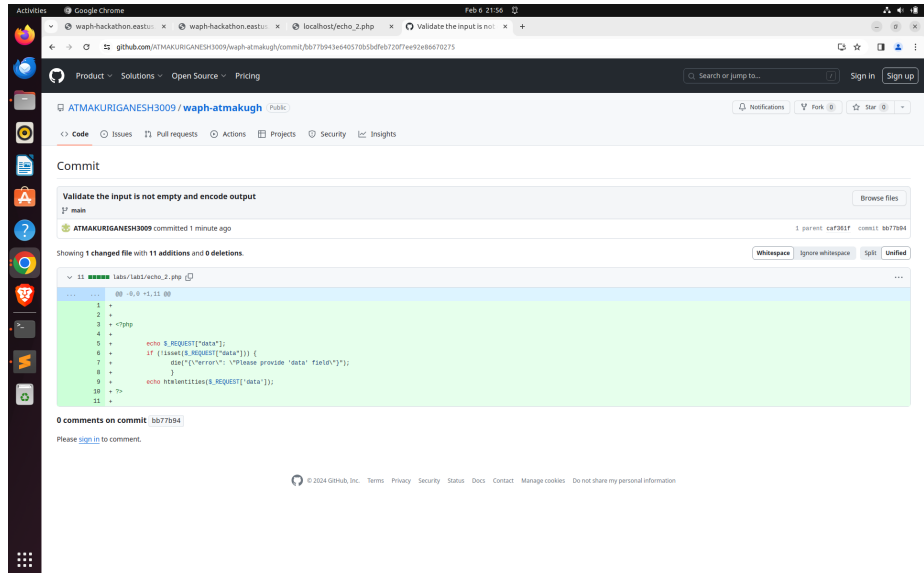 Activities Google Chrome Feb 6 21:56
waph-hackathon.eastus waph-hackathon.eastus localhost/echo_2.php Validate the input is not
github.com/ATMAKURIGANESH3009/waph-atmakugh/commit/bb77b943e640570b5bdfeb720f7ee92e86670275
Product Solutions Open Source Pricing Search or jump to... / Sign in Sign up
ATMAKURIGANESH3009 / waph-atmakugh Public Notifications Fork 0 Star 0
<> Code Issues Pull requests Actions Projects Security Insights
Commit
Validate the input is not empty and encode output Browse files
main
ATMAKURIGANESH3009 committed 1 minute ago 1 parent caf361f commit bb77b94
Showing 1 changed file with 11 additions and 0 deletions. Whitespace Ignore whitespace Split Unified
11 labs/lab1/echo_2.php ...
... ... @@ -0,0 +1,11 @@
1 +
2 +
3 + <?php
4 +
5 + echo $_REQUEST["data"];
6 + if (!isset($_REQUEST["data"])) {
7 + die("{\"error\": \"Please provide 'data' field\"}");
8 + }
9 + echo htmlentities($_REQUEST['data']);
10 + ?>
11 +
0 comments on commit bb77b94
Please sign in to comment.
© 2024 GitHub, Inc. Terms Privacy Security Status Docs Contact Manage cookies Do not share my personal information